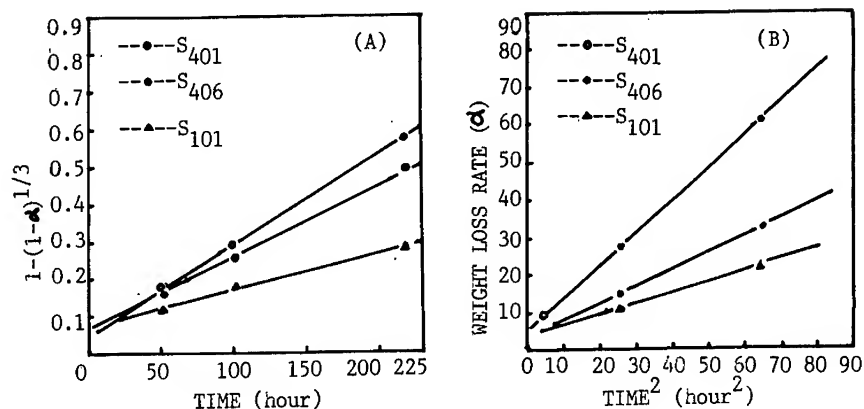 0.9
0.8
0.7
0.6
0.5
0.4
0.3
0.2
0.1
0
50
100
150
200 225
1-(1-α)1/3
TIME (hour)
(A)
S401
S406
S101
90
80
70
60
50
40
30
20
10
0 10 20 30 40 50 60 70 80 90
WEIGHT LOSS RATE (α)
TIME2 (hour2)
(B)
S401
S406
S101